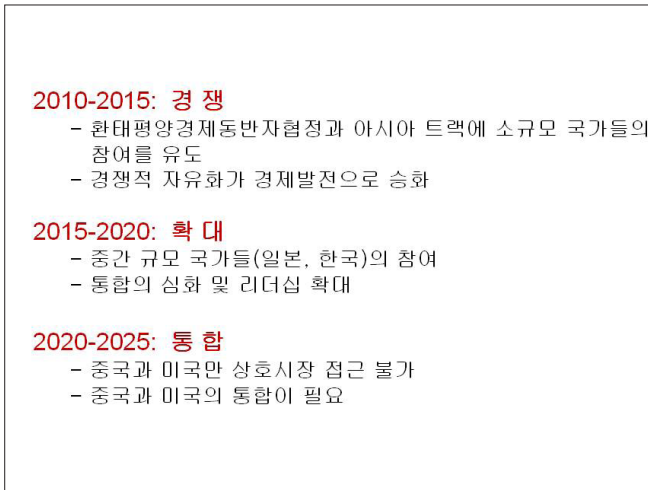 2010-2015: 경 쟁
– 환태평양경제동반자협정과 아시아 트랙에 소규모 국가들의
참여를 유도
– 경쟁적 자유화가 경제발전으로 승화
2015-2020: 확 대
– 중간 규모 국가들(일본, 한국)의 참여
– 통합의 심화 및 리더십 확대
2020-2025: 통 합
– 중국과 미국만 상호시장 접근 불가
– 중국과 미국의 통합이 필요